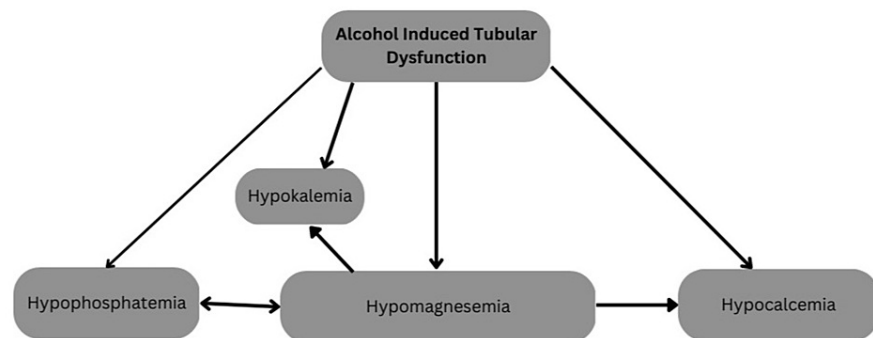 Alcohol Induced Tubular
Dysfunction
Hypokalemia
Hypophosphatemia
Hypomagnesemia
Hypocalcemia